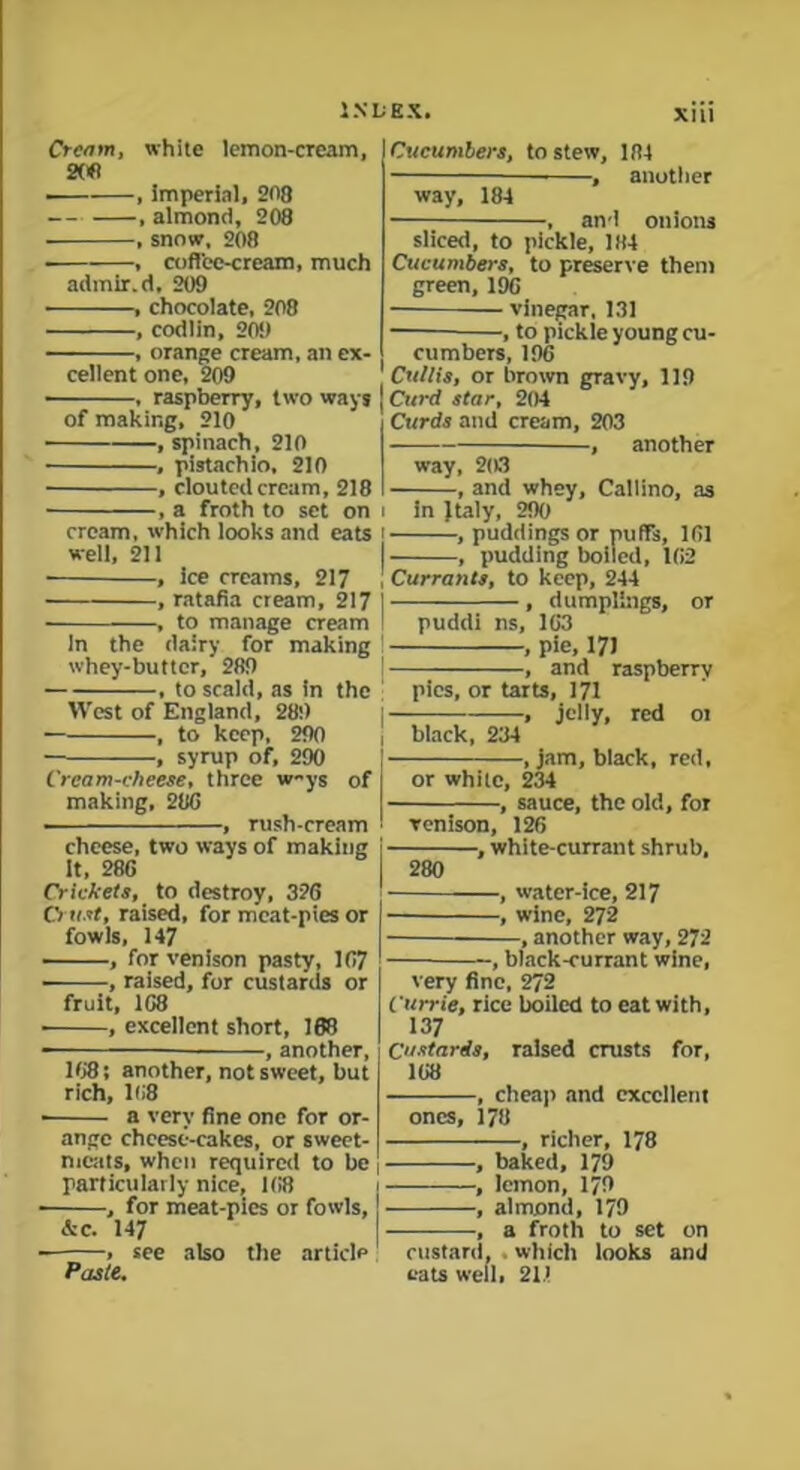 INDEX.
xiii
Cream, white lemon-cream,
208
———, imperial, 208
———, almond, 208
———, snow, 208
———, coffee-cream, much
admir.d, 209
———, chocolate, 208
———, codlin, 209
———, orange cream, an ex-
cellent one, 209
———, raspberry, two ways
of making, 210
———, spinach, 210
———, pistachio, 210
———, clouted cream, 218
———, a froth to set on
cream, which looks and eats
well, 211
———, ice creams, 217
———, ratafia cream, 217
———, to manage cream
in the dairy for making
whey-butter, 289
———, to scald, as in the
West of England, 289
———, to keep, 290
———, syrup of, 290
Cream-cheese, three w-ys of
making, 286
———, rush-cream
cheese, two ways of making
it, 286
Crickets, to destroy, 326
Crust, raised, for meat-pies or
fowls, 147
———, for venison pasty, 167
———, raised, for custards or
fruit, 168
———, excellent short, 168
———, another,
168; another, not sweet, but
rich, 168
——— a very fine one for or-
ange cheese-cakes, or sweet-
meats, when required to be
particularly nice, 168
———, for meat-pies or fowls,
&c. 147
———, see also the article
Paste.
Cucumbers, to stew, 184
———, another
way, 184
———, and onions
sliced, to pickle, 184
Cucumbers, to preserve them
green, 196
——— vinegar, 131
———, to pickle young cu-
cumbers, 196
Cullis, or brown gravy, 119
Curd star, 204
Curds and cream, 203
———, another
way, 203
———, and whey, Callino, as
in Italy, 290
———, puddings or puffs, 161
———, pudding boiled, 162
Currants, to keep, 244
———, dumplings, or
puddi ns, 163
———, pie, 171
———, and raspberry
pies, or tarts, 171
———, jelly, red or
black, 234
———, jam, black, red,
or white, 234
———, sauce, the old, for
venison, 126
———, white-currant shrub,
280
———, water-ice, 217
———, wine, 272
———, another way, 272
———, black-currant wine,
very fine, 272
Currie, rice boiled to eat with,
137
Custards, raised crusts for,
168
———, cheap and excellent
ones, 178
———, richer, 178
———, baked, 179
———, lemon, 179
———, almond, 179
———, a froth to set on
custard, which looks and
eats well, 211